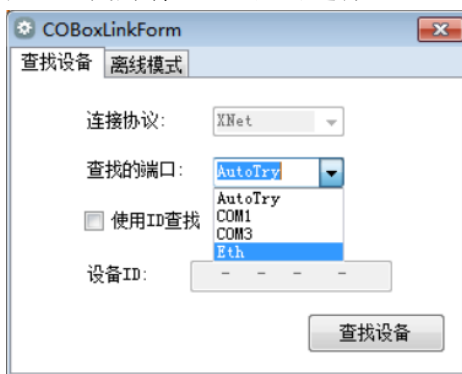 COBoxLinkForm
查找设备 离线模式
连接协议: XNet
查找的端口: AutoTry
AutoTry
COM1
COM3
Eth
使用ID查找
设备ID: - - - -
查找设备